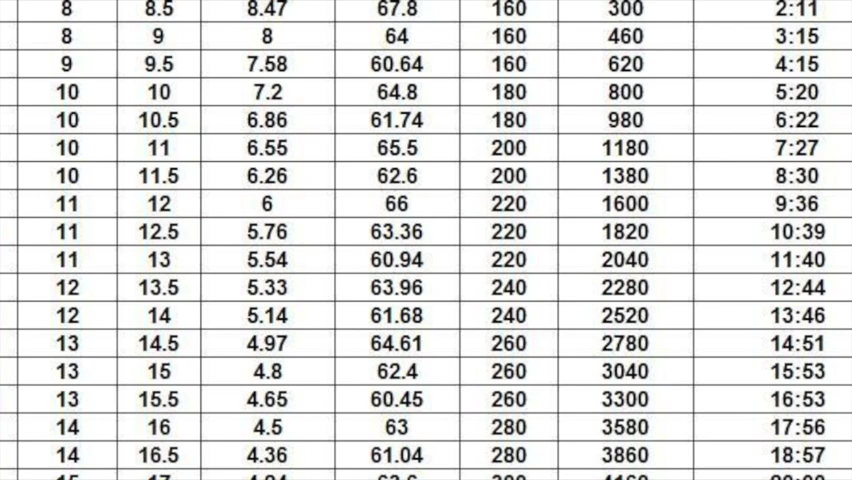 8 8.5 8.47 67.8 160 300 2:11
8 9 8 64 160 460 3:15
9 9.5 7.58 60.64 160 620 4:15
10 10 7.2 64.8 180 800 5:20
10 10.5 6.86 61.74 180 980 6:22
10 11 6.55 65.5 200 1180 7:27
10 11.5 6.26 62.6 200 1380 8:30
11 12 6 66 220 1600 9:36
11 12.5 5.76 63.36 220 1820 10:39
11 13 5.54 60.94 220 2040 11:40
12 13.5 5.33 63.96 240 2280 12:44
12 14 5.14 61.68 240 2520 13:46
13 14.5 4.97 64.61 260 2780 14:51
13 15 4.8 62.4 260 3040 15:53
13 15.5 4.65 60.45 260 3300 16:53
14 16 4.5 63 280 3580 17:56
14 16.5 4.36 61.04 280 3860 18:57